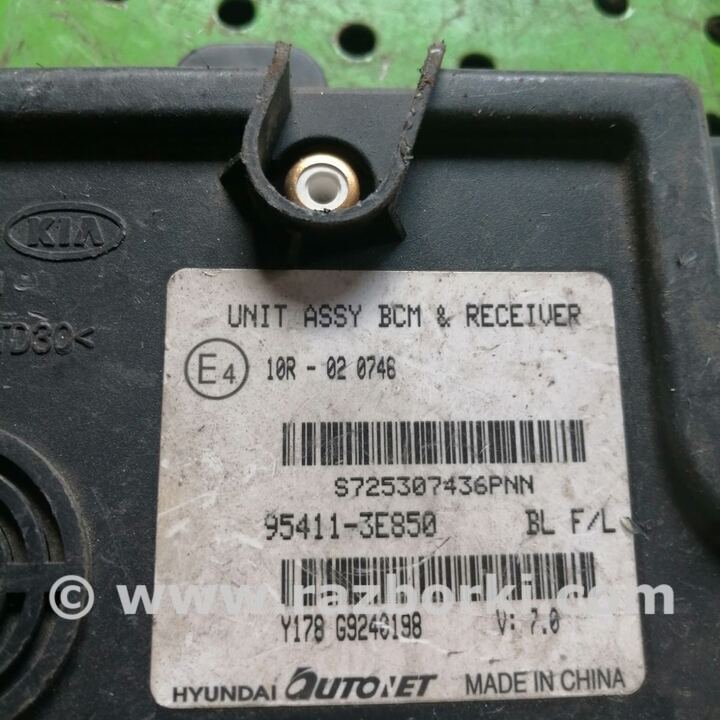 KIA
TD30<
UNIT ASSY BCM & RECEIVER
E4 10R - 02 0746
S725307436PNN
95411-3E850 BL F/L
© www.razborki.com
Y178 G9240198 V: 7.0
HYUNDAI AUTONET MADE IN CHINA